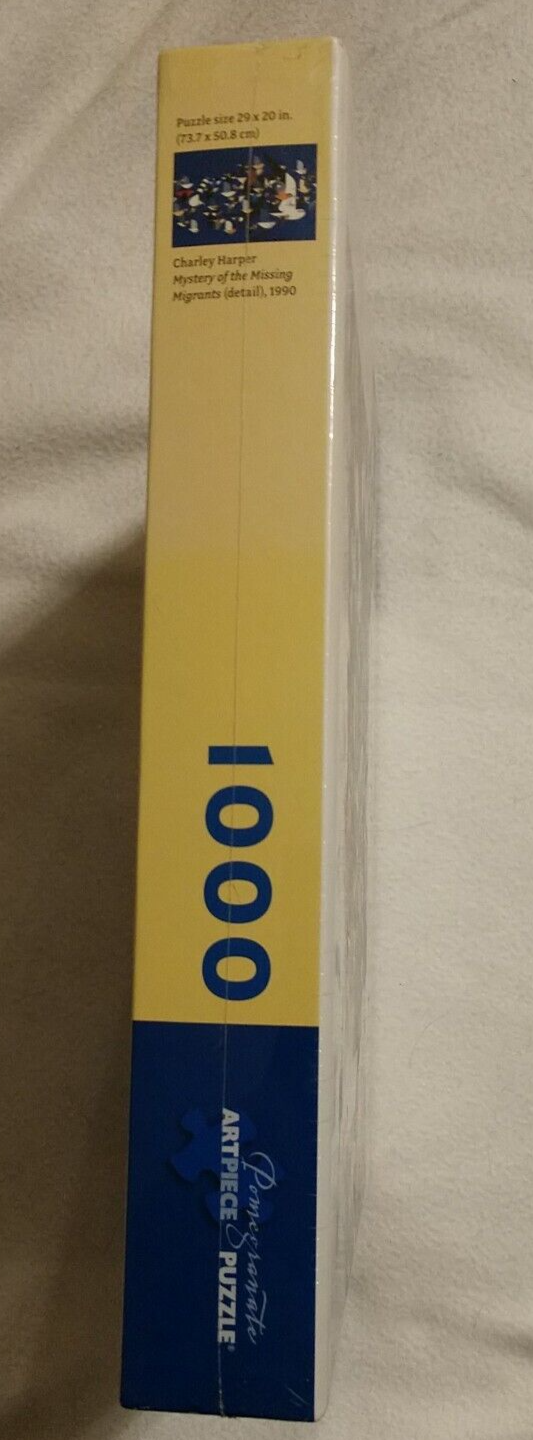 Puzzle size 29 x 20 in.
(73.7 x 50.8 cm)
Charley Harper
Mystery of the Missing
Migrants (detail), 1990
1000
Pomegranate
ARTPIECE PUZZLE®